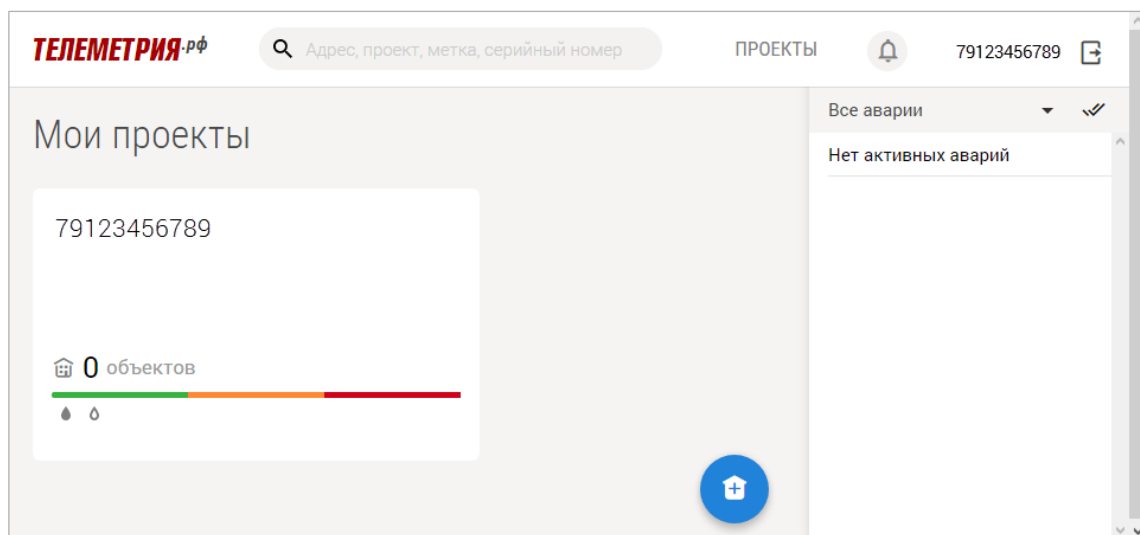 ТЕЛЕМЕТРИЯ.рф
Адрес, проект, метка, серийный номер
ПРОЕКТЫ
79123456789
Мои проекты
79123456789
0 объектов
Все аварии
Нет активных аварий